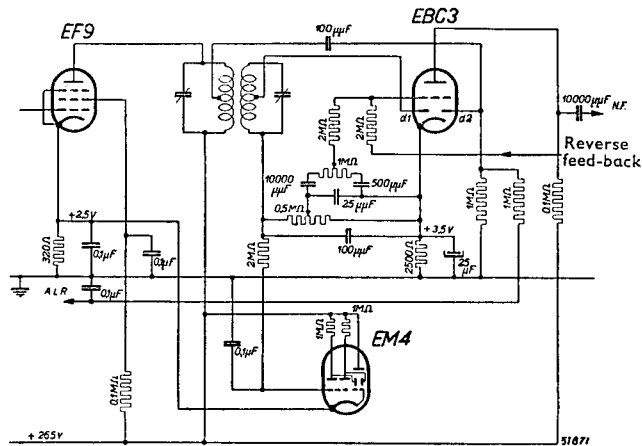 EF9
EBC3
100μμF
10000μμF
N.F.
d1
d2
2MΩ
2MΩ
Reverse
feed-back
1MΩ
10000
μμF
500μμF
25μμF
0,5MΩ
1MΩ
1MΩ
0,1MΩ
+2,5V
320Ω
0,1μF
0,1μF
2MΩ
100μμF
+3,5V
2500Ω
25
μF
A L R
0,1μF
0,1μF
1MΩ
1MΩ
EM4
0,1MΩ
+265V
51871